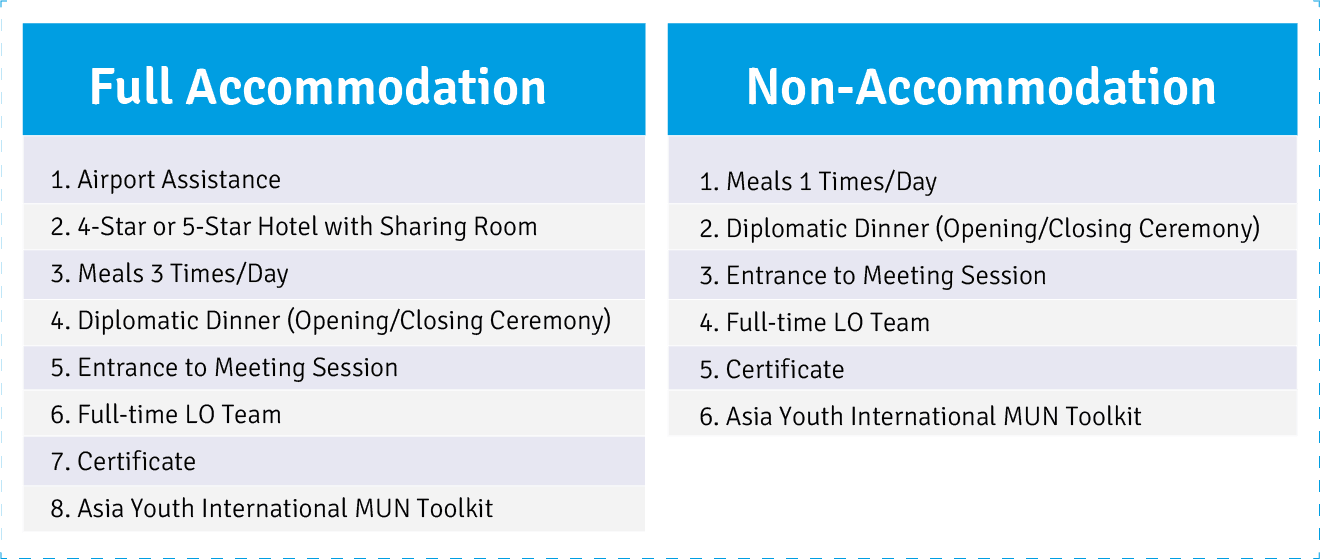 Full Accommodation
1. Airport Assistance
2. 4-Star or 5-Star Hotel with Sharing Room
3. Meals 3 Times/Day
4. Diplomatic Dinner (Opening/Closing Ceremony)
5. Entrance to Meeting Session
6. Full-time LO Team
7. Certificate
8. Asia Youth International MUN Toolkit
Non-Accommodation
1. Meals 1 Times/Day
2. Diplomatic Dinner (Opening/Closing Ceremony)
3. Entrance to Meeting Session
4. Full-time LO Team
5. Certificate
6. Asia Youth International MUN Toolkit